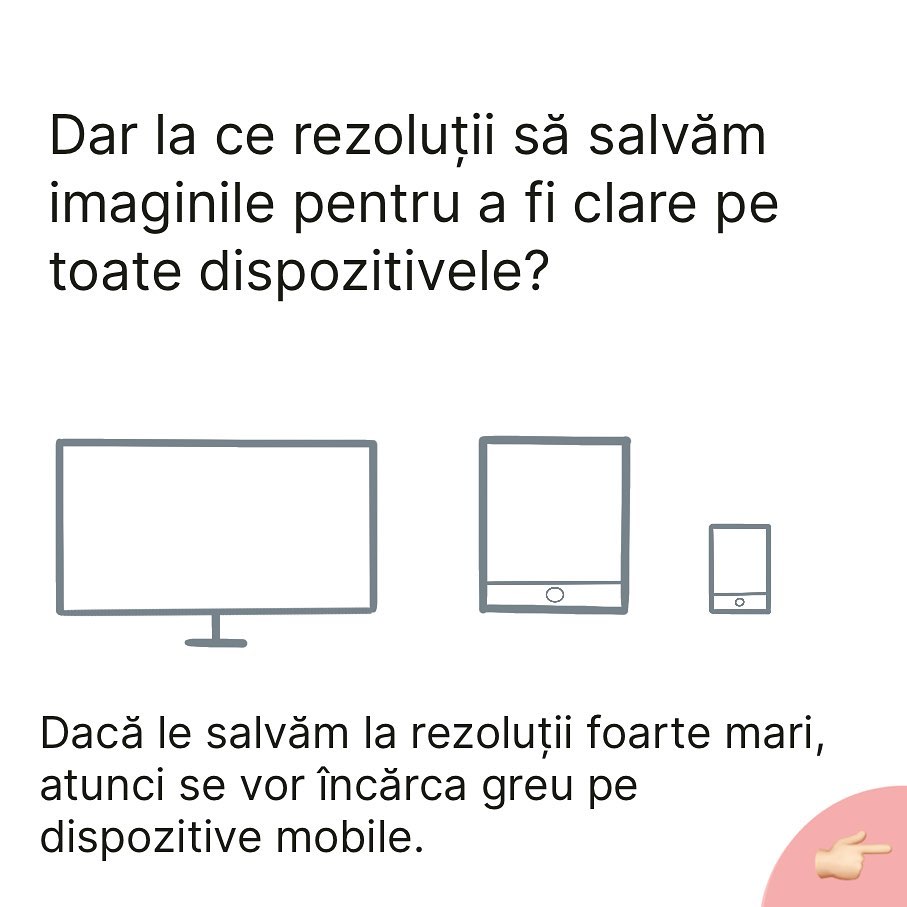 Dar la ce rezoluții să salvăm
imaginile pentru a fi clare pe
toate dispozitivele?
Dacă le salvăm la rezoluții foarte mari,
atunci se vor încărca greu pe
dispozitive mobile.